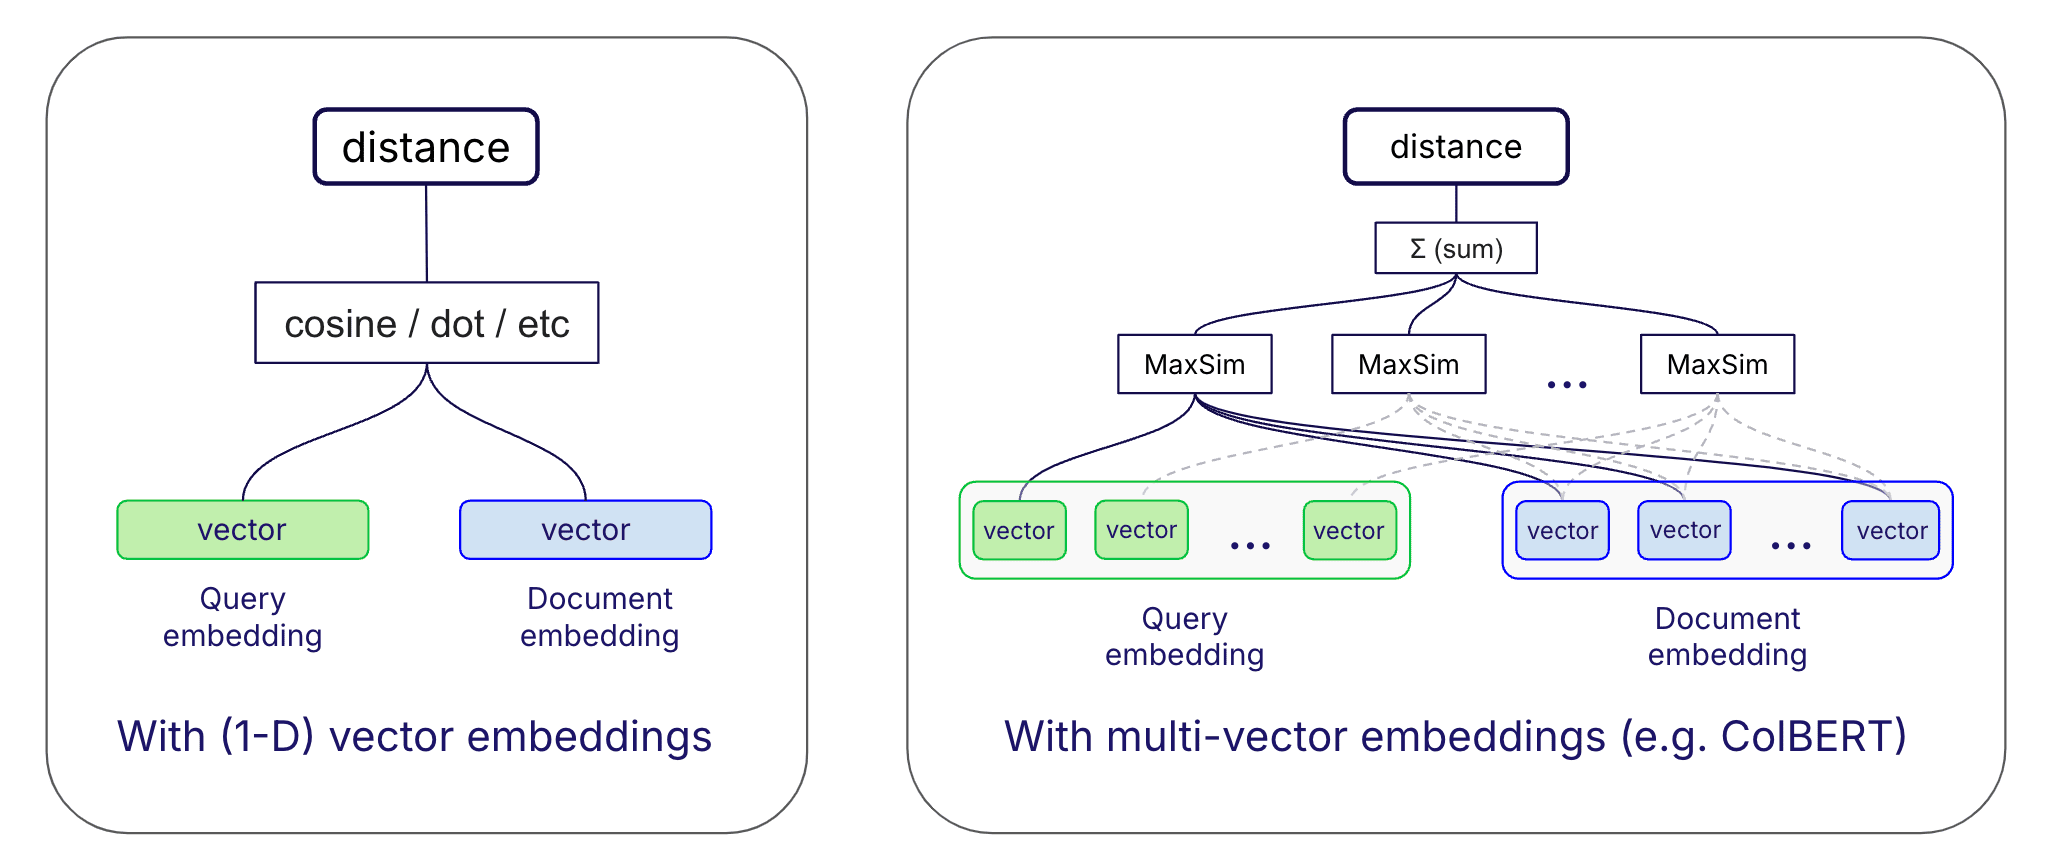 distance
cosine / dot / etc
vector
vector
Query
embedding
Document
embedding
With (1-D) vector embeddings
distance
Σ (sum)
MaxSim
MaxSim
...
MaxSim
vector
vector
...
vector
vector
vector
...
vector
Query
embedding
Document
embedding
With multi-vector embeddings (e.g. ColBERT)